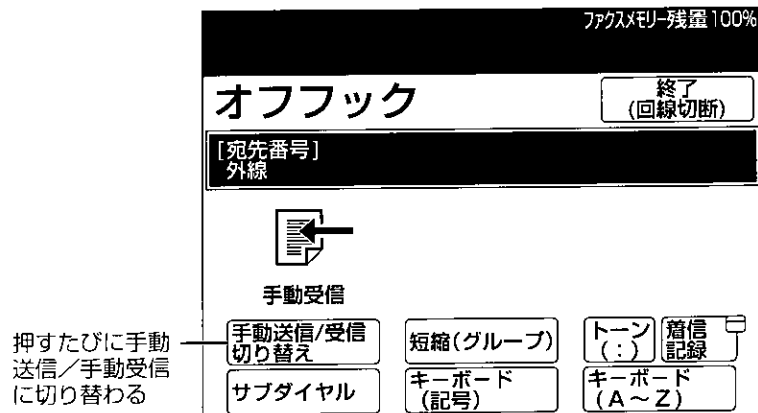 ファクスメモリー残量100%
オフフック
終了
(回線切断)
[宛先番号]
外線
手動受信
押すたびに手動
送信/手動受信
に切り替わる
手動送信/受信
切り替え
短縮(グループ)
トーン
(:)
着信
記録
サブダイヤル
キーボード
(記号)
キーボード
(A~Z)